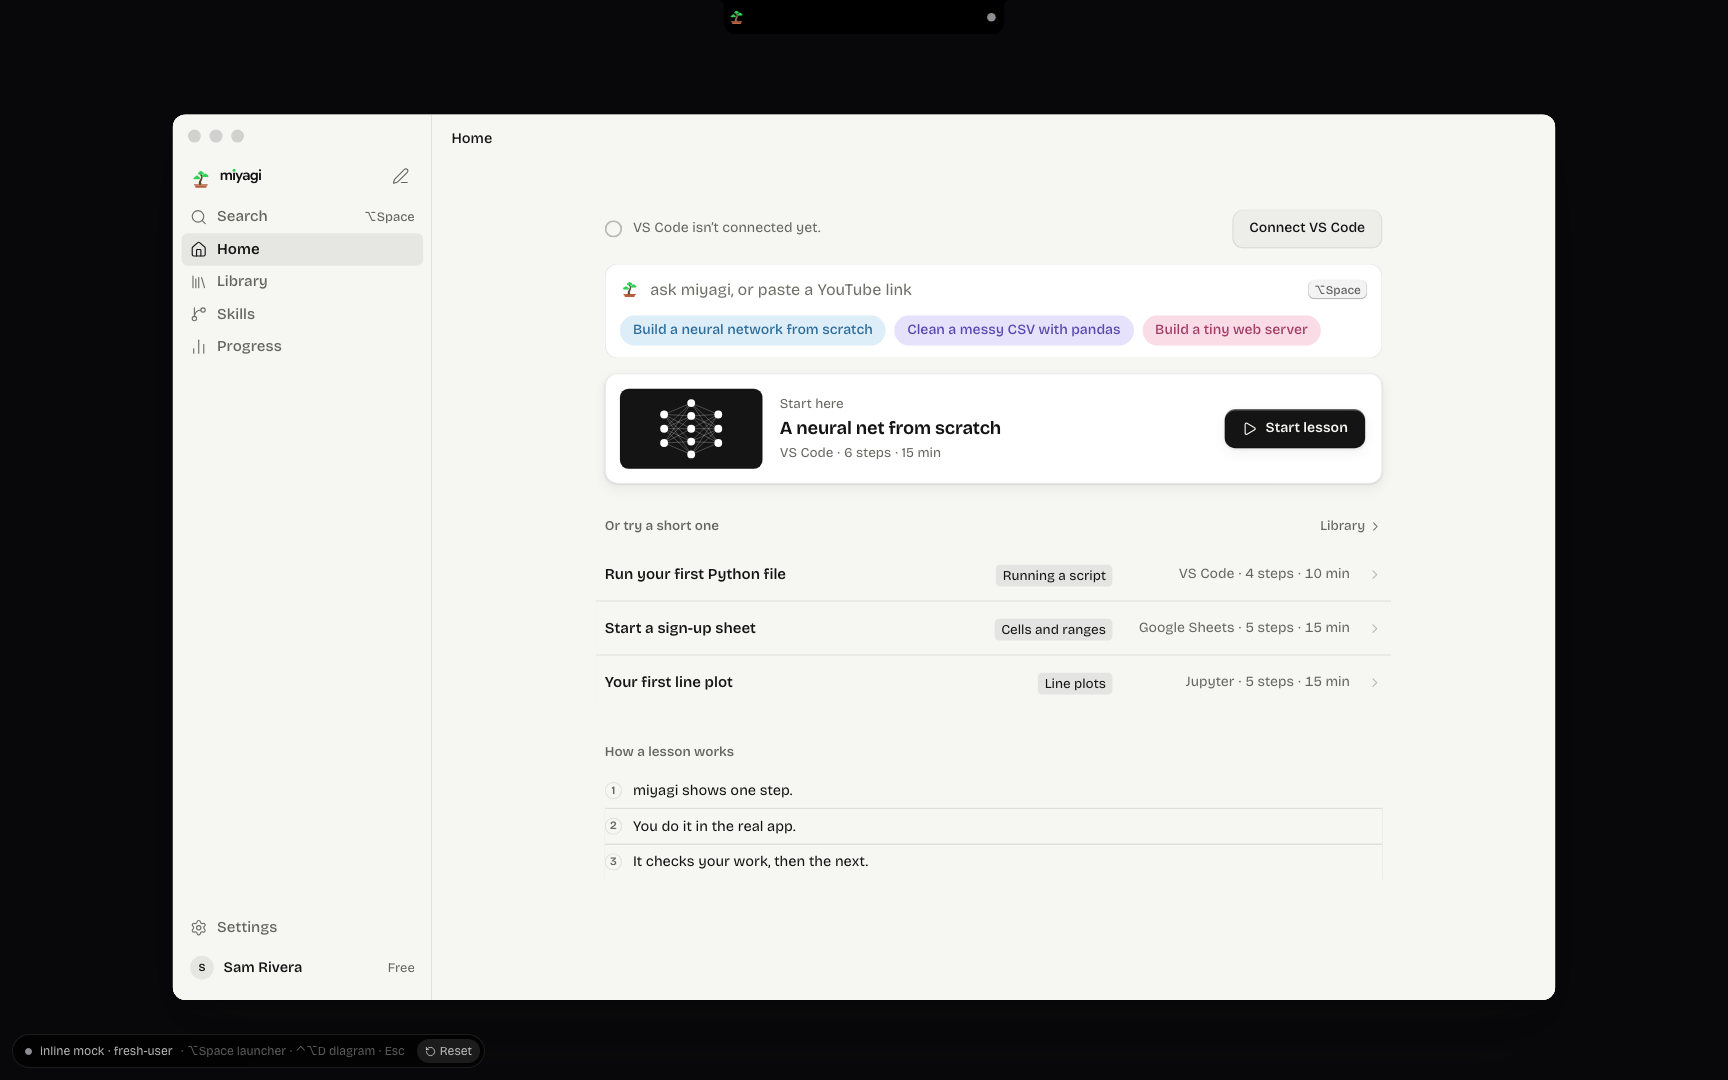 Home
miyagi
Search ⌥Space
Home
Library
Skills
Progress
VS Code isn't connected yet. Connect VS Code
ask miyagi, or paste a YouTube link ⌥Space
Build a neural network from scratch Clean a messy CSV with pandas Build a tiny web server
Start here
A neural net from scratch
VS Code · 6 steps · 15 min
Start lesson
Or try a short one Library
Run your first Python file Running a script VS Code · 4 steps · 10 min
Start a sign-up sheet Cells and ranges Google Sheets · 5 steps · 15 min
Your first line plot Line plots Jupyter · 5 steps · 15 min
How a lesson works
1 miyagi shows one step.
2 You do it in the real app.
3 It checks your work, then the next.
Settings
S Sam Rivera Free
inline mock · fresh-user · ⌥Space launcher · ^⌥D diagram · Esc Reset